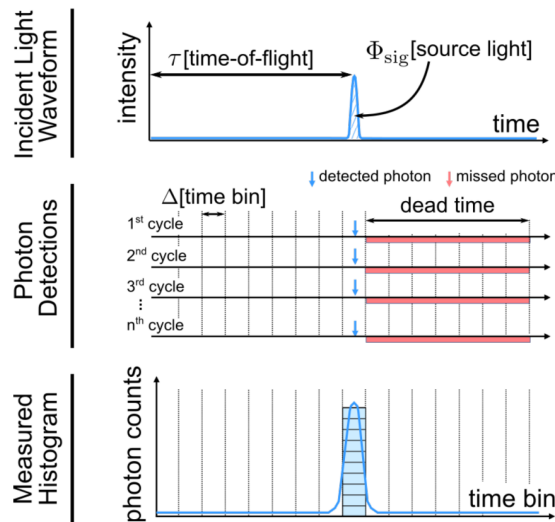 Incident Light
Waveform
intensity
τ[time-of-flight]
Φsig[source light]
time
Photon
Detections
detected photon
missed photon
Δ[time bin]
dead time
1st cycle
2nd cycle
3rd cycle
...
nth cycle
Measured
Histogram
photon counts
time bin